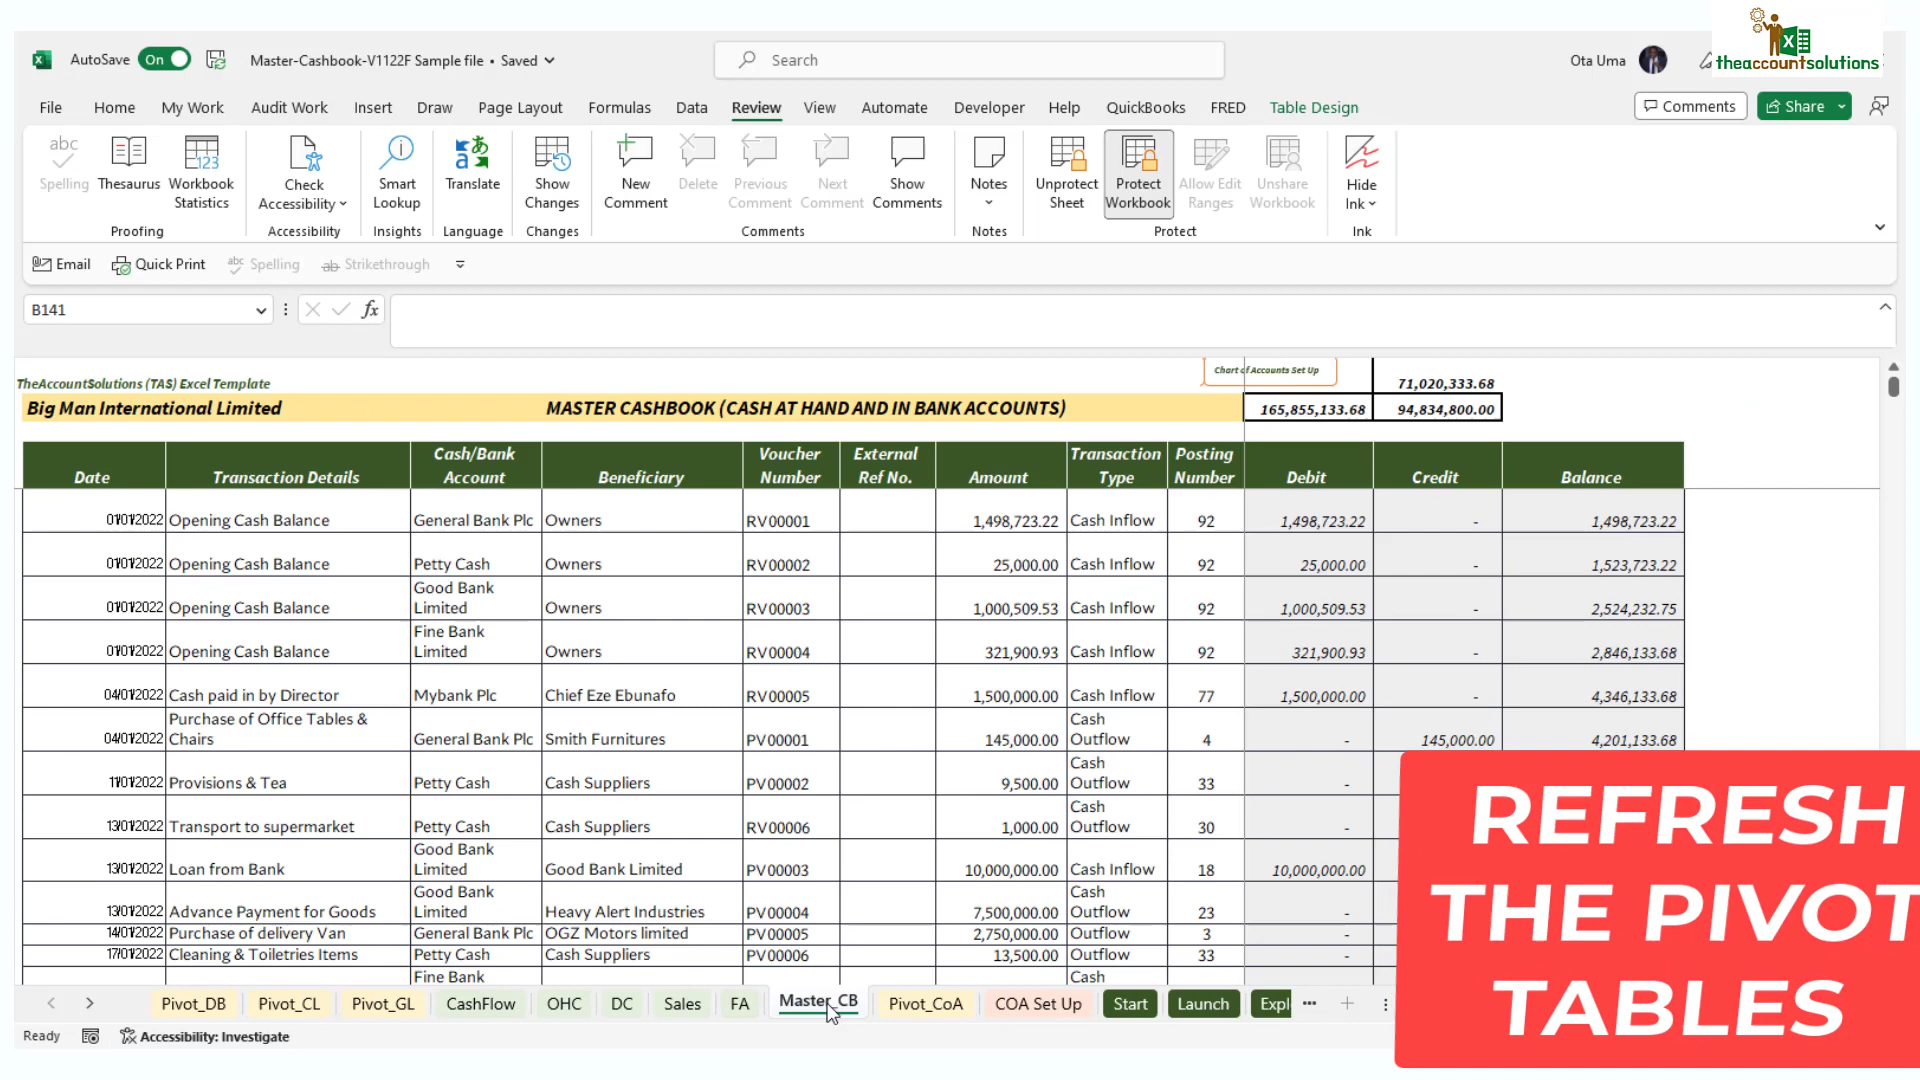 AutoSave On Master-Cashbook-V1122F Sample file • Saved Search Ota Uma
theaccountsolutions
File Home My Work Audit Work Insert Draw Page Layout Formulas Data Review View Automate Developer Help QuickBooks FRED Table Design Comments Share
abc Spelling Thesaurus 123 Workbook Statistics Check Accessibility Smart Lookup Translate Show Changes New Comment Delete Previous Comment Next Comment Show Comments Notes Unprotect Sheet Protect Workbook Allow Edit Ranges Unshare Workbook Hide Ink
Proofing Accessibility Insights Language Changes Comments Notes Protect Ink
Email Quick Print abc Spelling ab Strikethrough
B141 fx
Chart of Accounts Set Up
TheAccountSolutions (TAS) Excel Template 71,020,333.68
Big Man International Limited MASTER CASHBOOK (CASH AT HAND AND IN BANK ACCOUNTS) 165,855,133.68 94,834,800.00
Date Transaction Details Cash/Bank Account Beneficiary Voucher Number External Ref No. Amount Transaction Type Posting Number Debit Credit Balance
01/01/2022 Opening Cash Balance General Bank Plc Owners RV00001 1,498,723.22 Cash Inflow 92 1,498,723.22 - 1,498,723.22
01/01/2022 Opening Cash Balance Petty Cash Owners RV00002 25,000.00 Cash Inflow 92 25,000.00 - 1,523,723.22
01/01/2022 Opening Cash Balance Good Bank Limited Owners RV00003 1,000,509.53 Cash Inflow 92 1,000,509.53 - 2,524,232.75
01/01/2022 Opening Cash Balance Fine Bank Limited Owners RV00004 321,900.93 Cash Inflow 92 321,900.93 - 2,846,133.68
04/01/2022 Cash paid in by Director Mybank Plc Chief Eze Ebunafo RV00005 1,500,000.00 Cash Inflow 77 1,500,000.00 - 4,346,133.68
04/01/2022 Purchase of Office Tables & Chairs General Bank Plc Smith Furnitures PV00001 145,000.00 Cash Outflow 4 - 145,000.00 4,201,133.68
11/01/2022 Provisions & Tea Petty Cash Cash Suppliers PV00002 9,500.00 Cash Outflow 33 -
13/01/2022 Transport to supermarket Petty Cash Cash Suppliers RV00006 1,000.00 Cash Outflow 30 -
13/01/2022 Loan from Bank Good Bank Limited Good Bank Limited PV00003 10,000,000.00 Cash Inflow 18 10,000,000.00
13/01/2022 Advance Payment for Goods Good Bank Limited Heavy Alert Industries PV00004 7,500,000.00 Cash Outflow 23 -
14/01/2022 Purchase of delivery Van General Bank Plc OGZ Motors limited PV00005 2,750,000.00 Outflow 3 -
17/01/2022 Cleaning & Toiletries Items Petty Cash Cash Suppliers PV00006 13,500.00 Outflow 33 -
Fine Bank Cash
REFRESH
THE PIVOT
TABLES
Pivot_DB Pivot_CL Pivot_GL CashFlow OHC DC Sales FA Master_CB Pivot_CoA COA Set Up Start Launch Expl
Ready Accessibility: Investigate